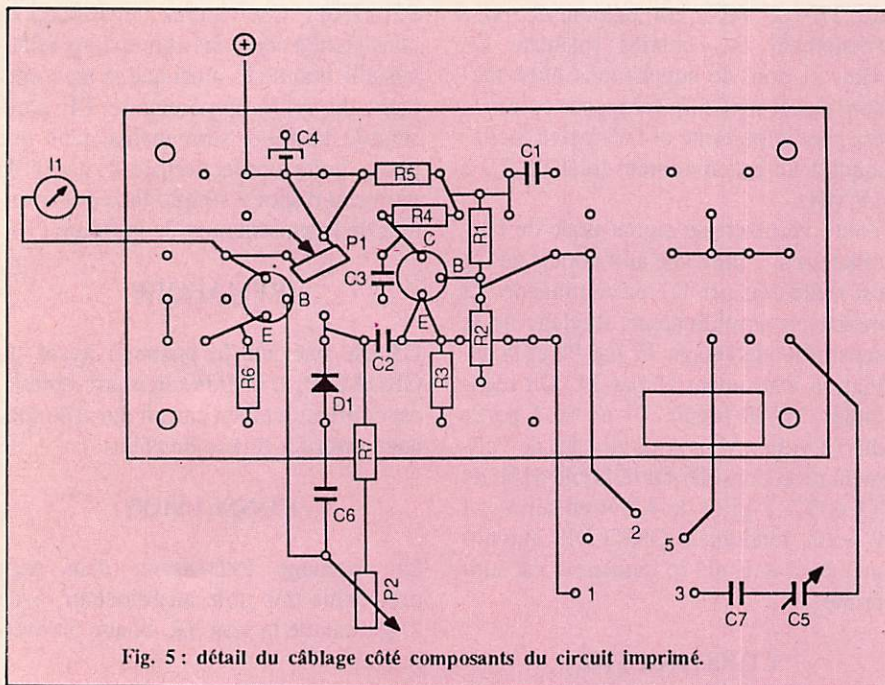 +
I1
C4
C1
R5
R4
P1
C
R1
B
C3
B
E
E
R2
C2
R6
D1
R3
R7
C6
2
5
P2
1
3
C7
C5
Fig. 5 : détail du câblage côté composants du circuit imprimé.